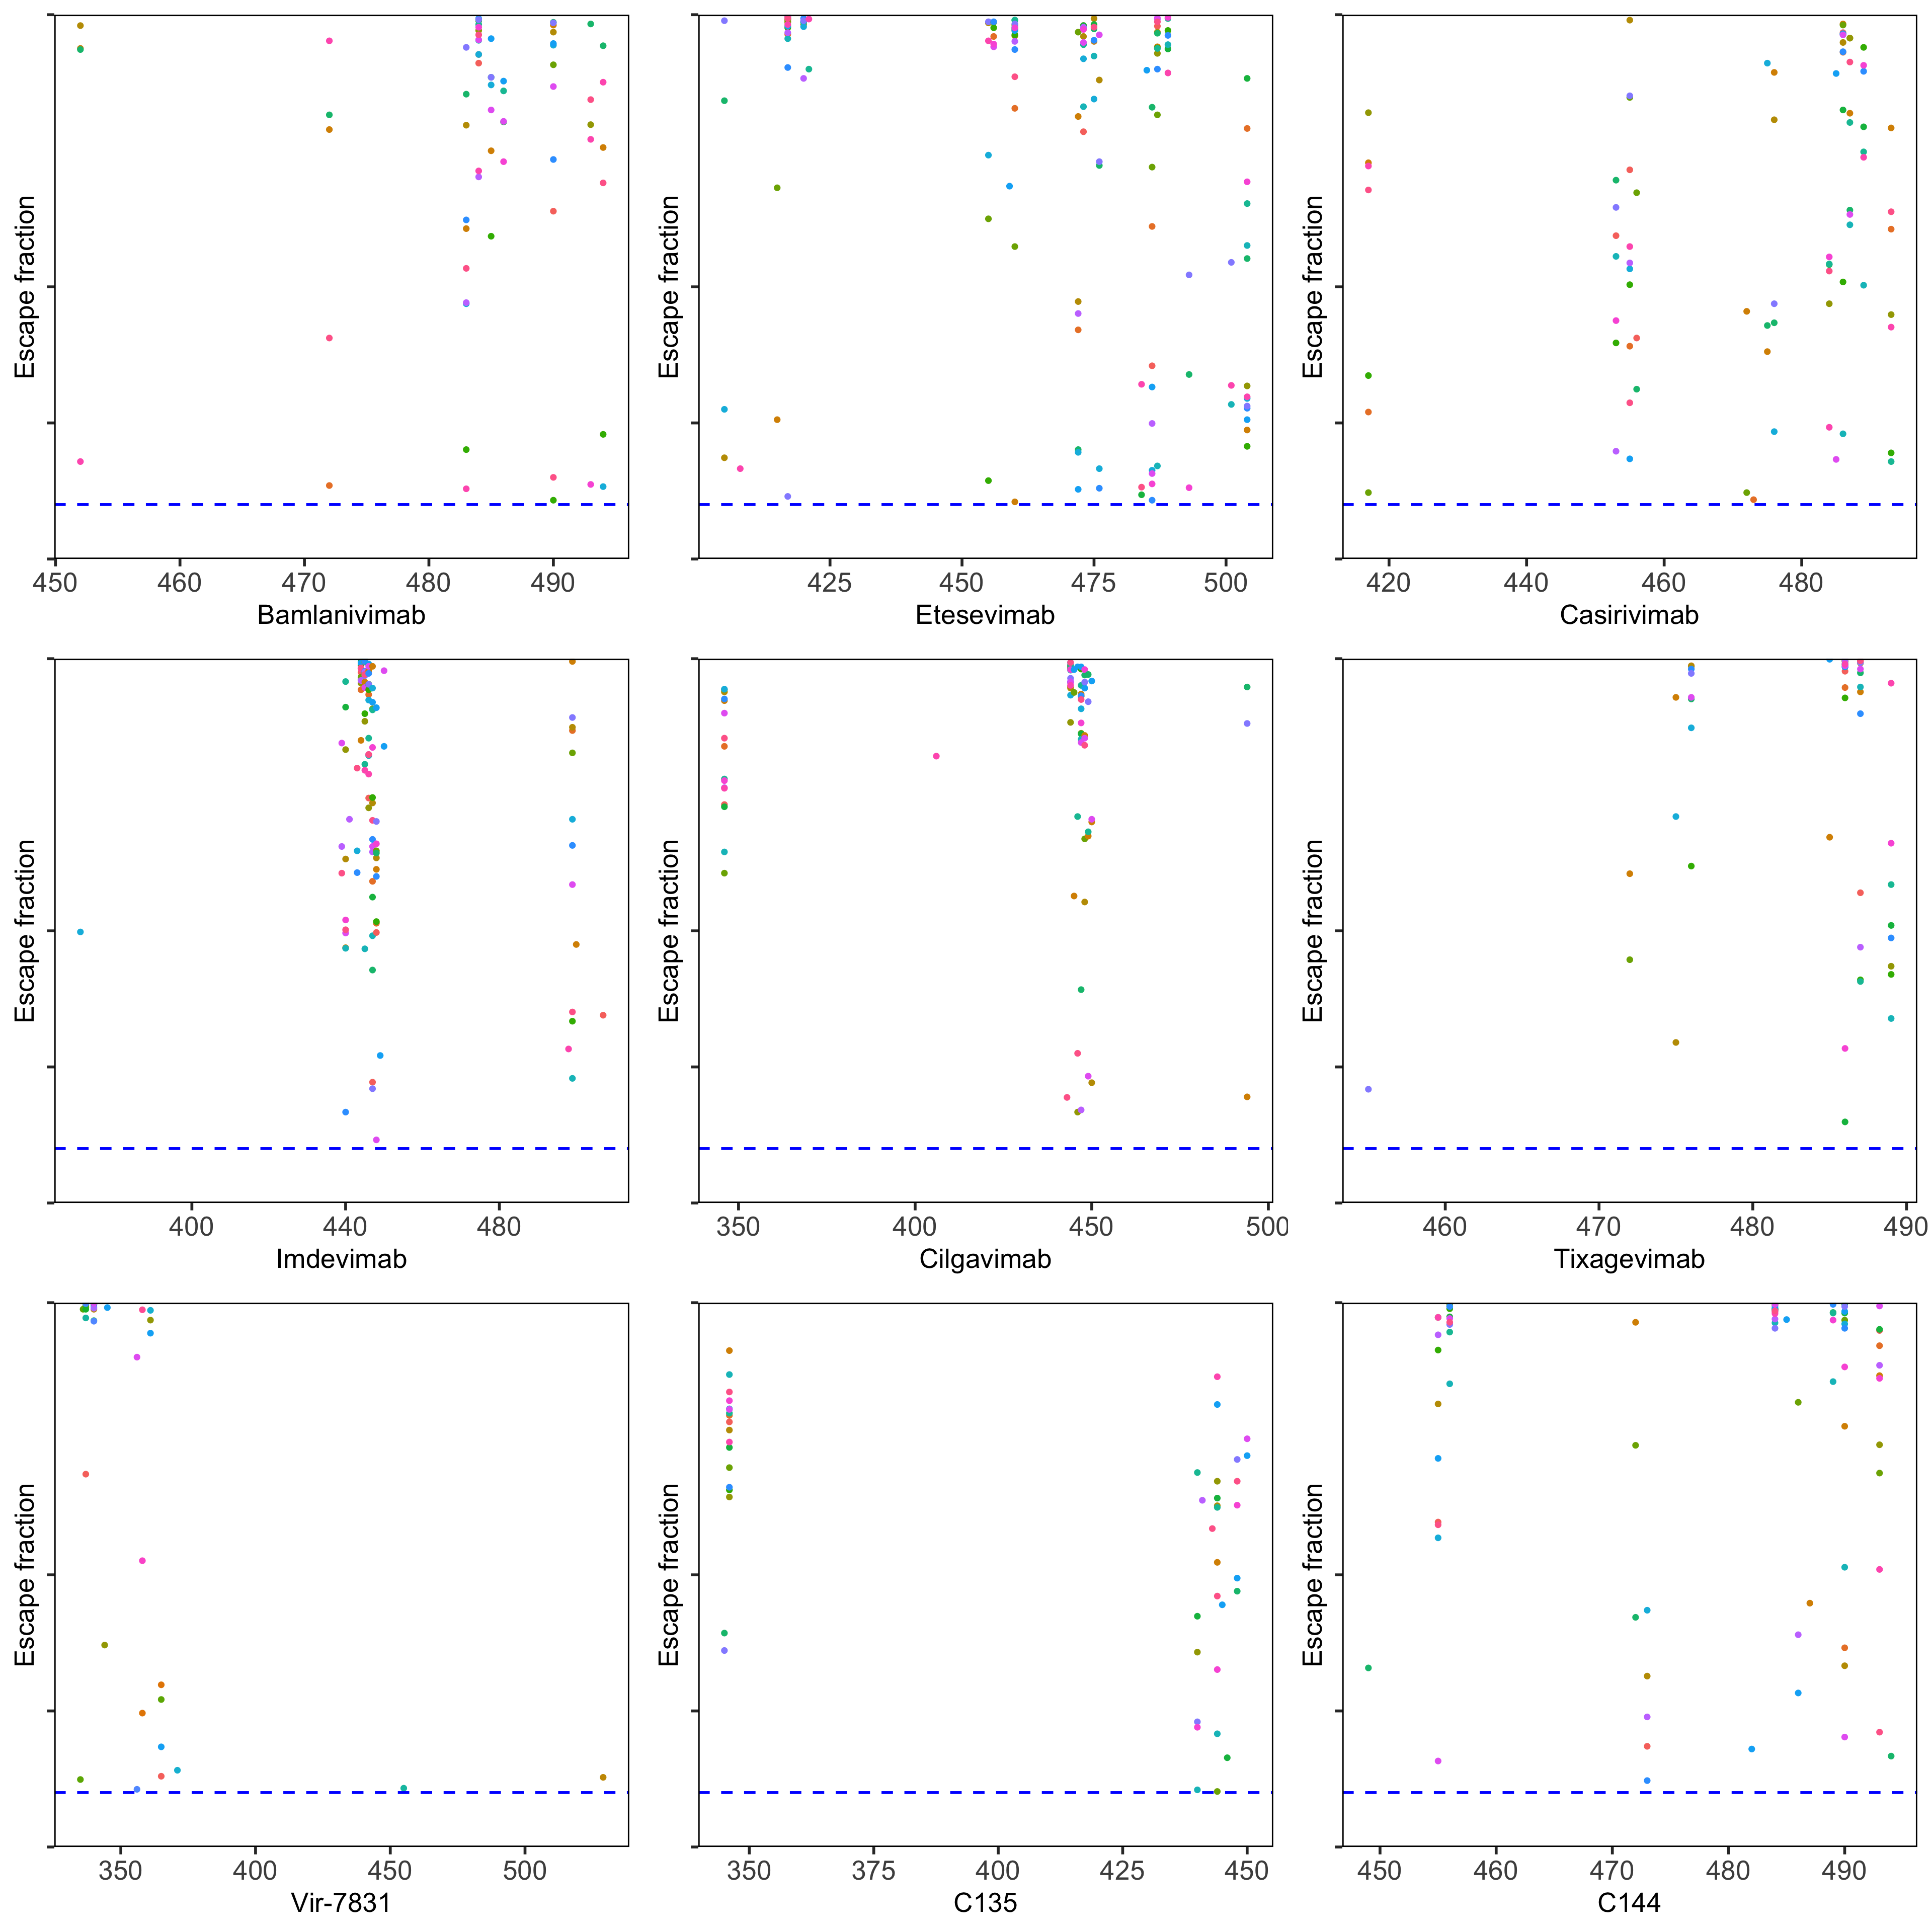 Escape fraction
Escape fraction
Escape fraction
450 460 470 480 490
425 450 475 500
420 440 460 480
Bamlanivimab
Etesevimab
Casirivimab
Escape fraction
Escape fraction
Escape fraction
400 440 480
350 400 450 500
460 470 480 490
Imdevimab
Cilgavimab
Tixagevimab
Escape fraction
Escape fraction
Escape fraction
350 400 450 500
350 375 400 425 450
450 460 470 480 490
Vir-7831
C135
C144